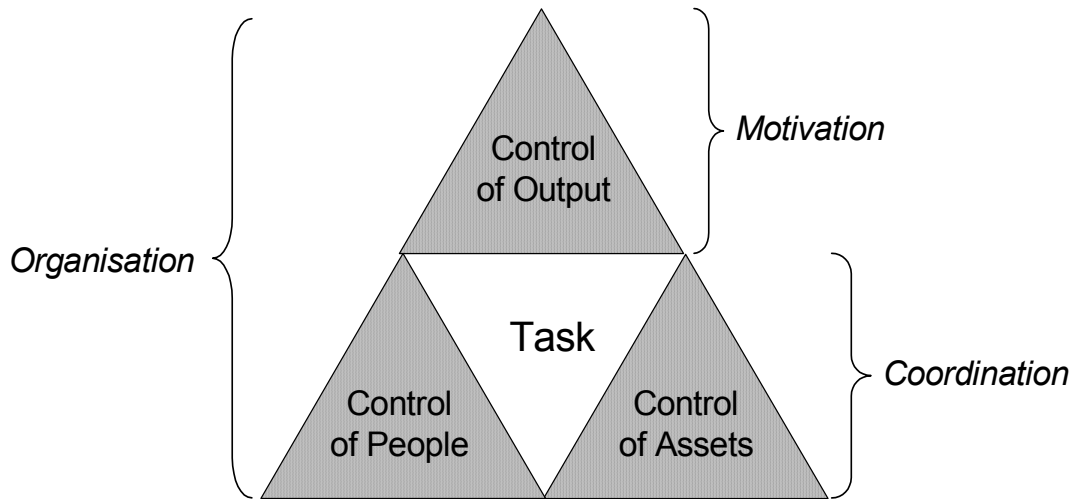 Control
of Output
Motivation
Organisation
Task
Control
of People
Control
of Assets
Coordination